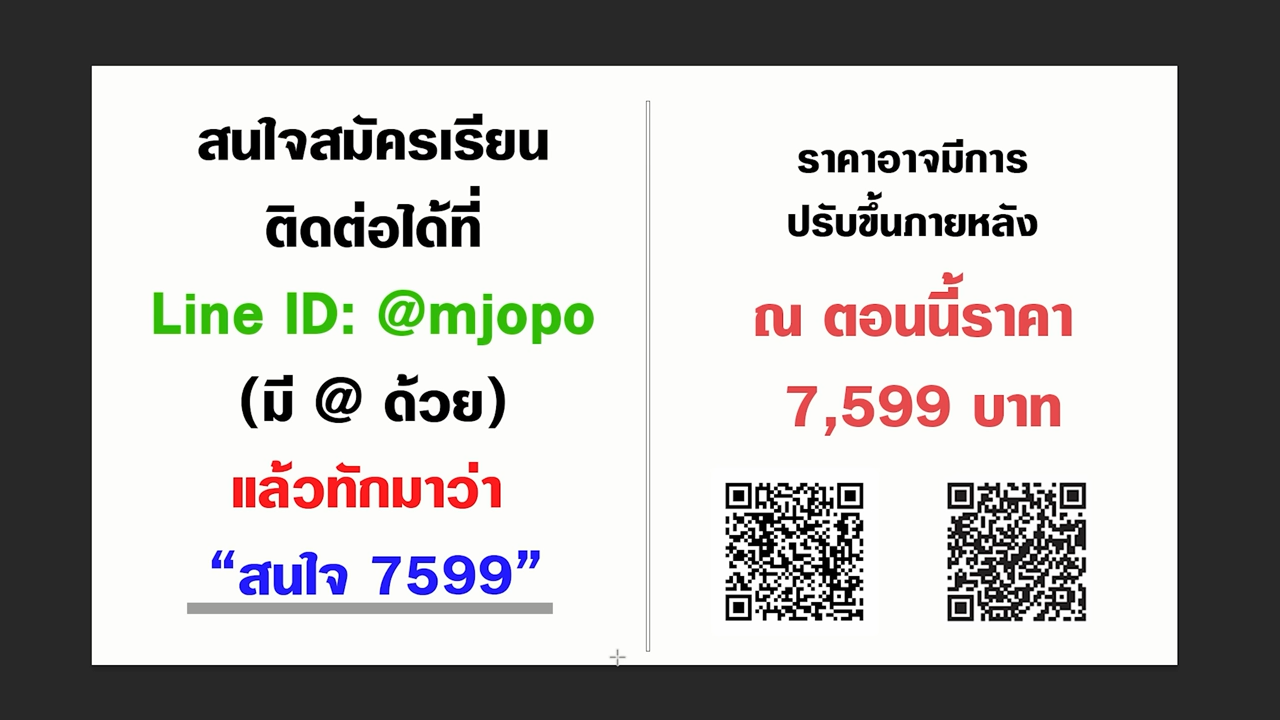 สนใจสมัครเรียน
ติดต่อได้ที่
Line ID: @mjopo
(มี @ ด้วย)
แล้วทักมาว่า
“สนใจ 7599”
ราคาอาจมีการ
ปรับขึ้นภายหลัง
ณ ตอนนี้ราคา
7,599 บาท